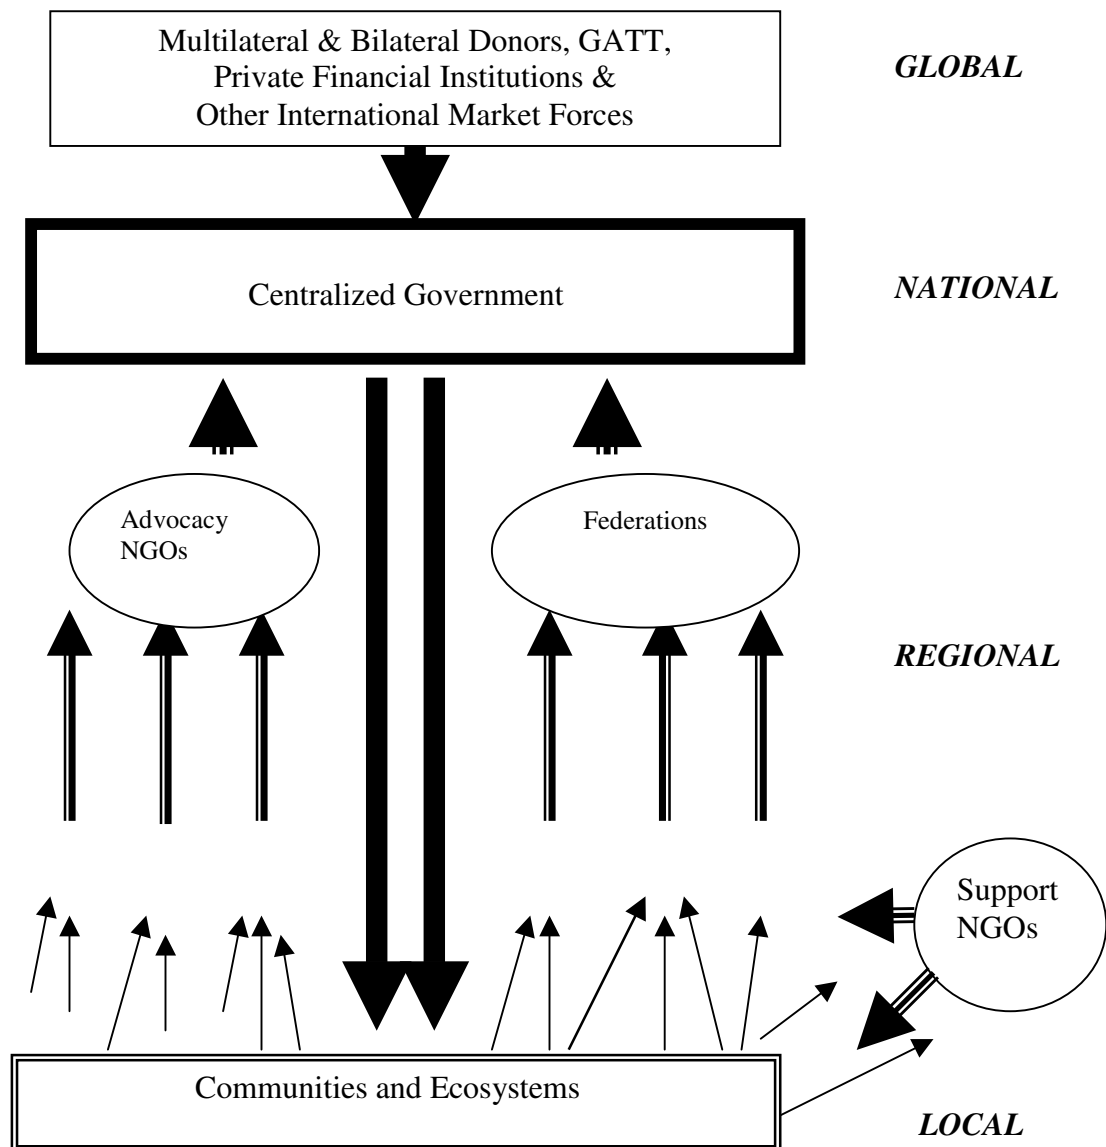 Multilateral & Bilateral Donors, GATT,
Private Financial Institutions &
Other International Market Forces
GLOBAL
Centralized Government
NATIONAL
Advocacy
NGOs
Federations
REGIONAL
Support
NGOs
Communities and Ecosystems
LOCAL